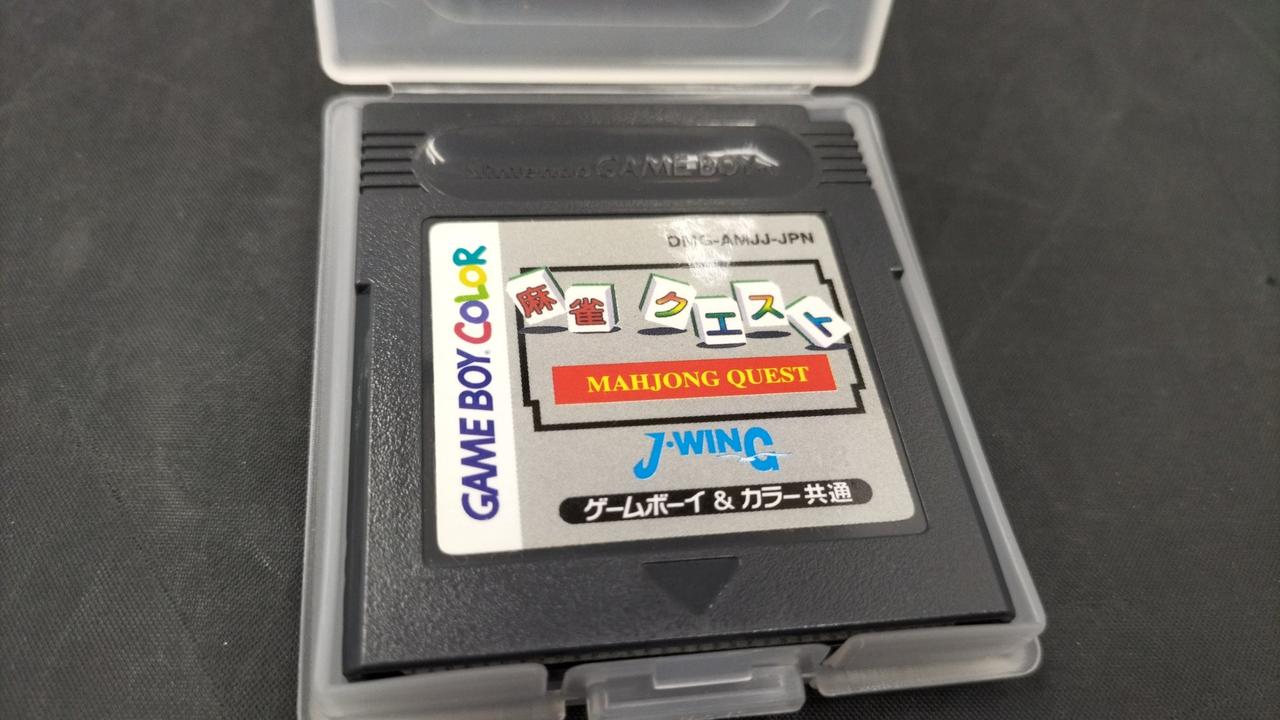 Nintendo GAME BOY
DMG-AMJJ-JPN
GAME BOY COLOR
麻雀クエスト
MAHJONG QUEST
J・WING
ゲームボーイ & カラー共通